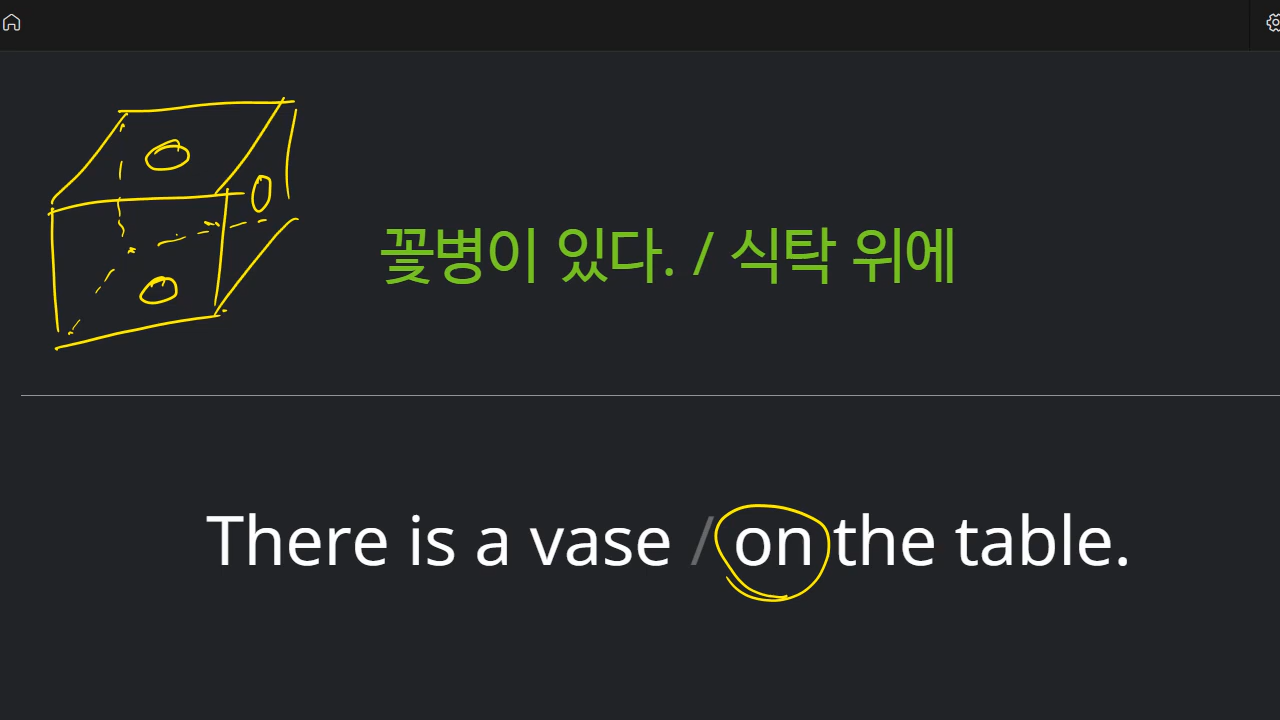 꽃병이 있다. / 식탁 위에
There is a vase / on the table.